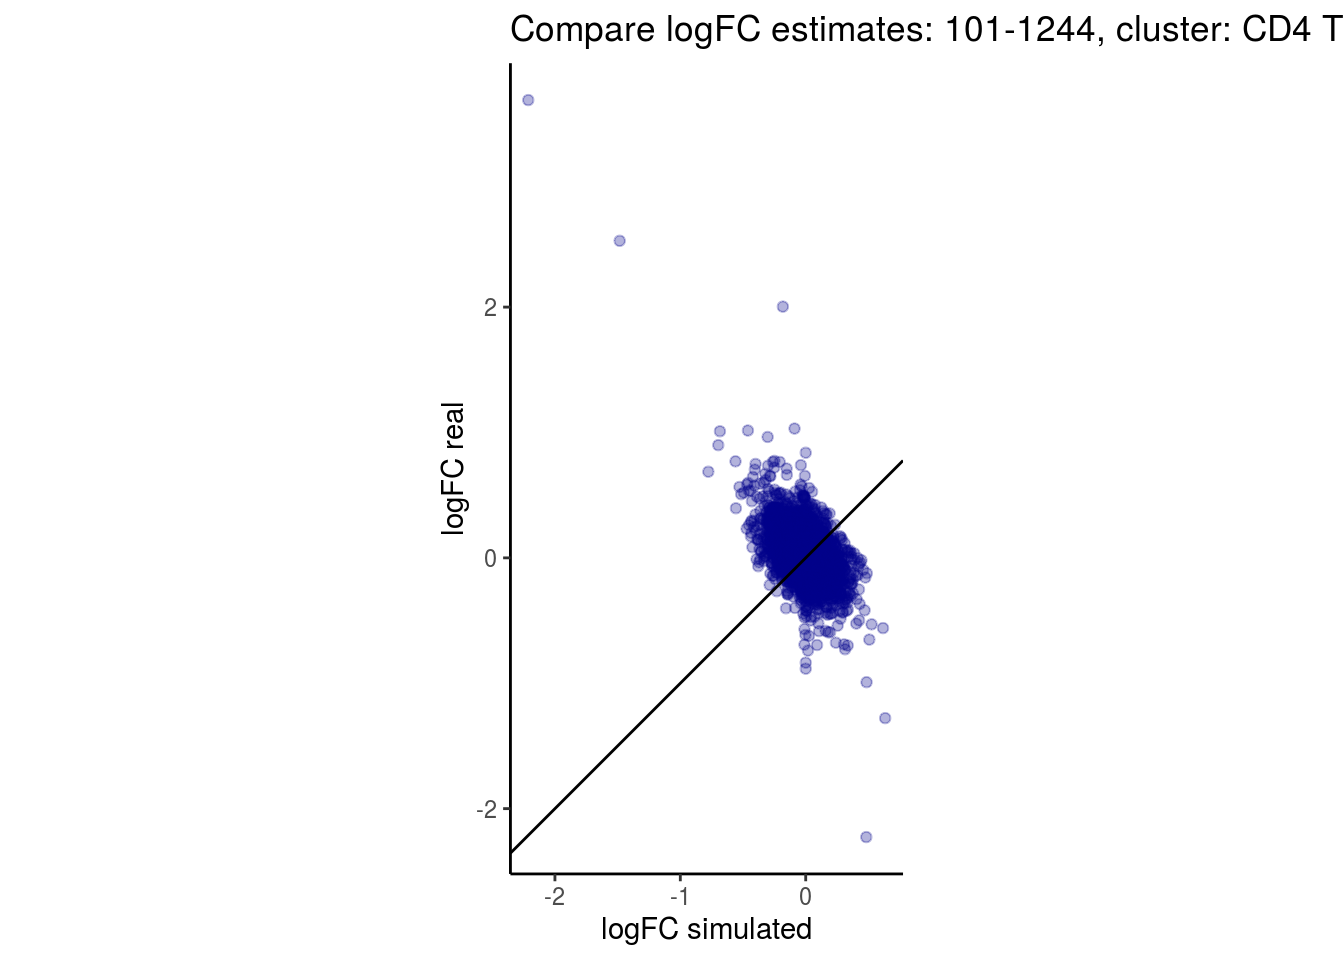 Compare logFC estimates: 101-1244, cluster: CD4 T
logFC real
2
0
-2
-2
-1
0
logFC simulated